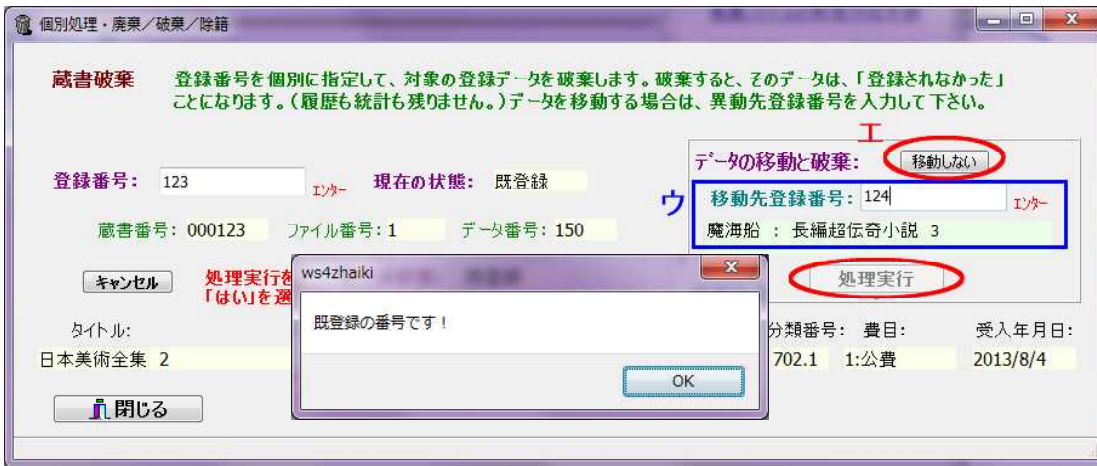 個別処理・廃棄／破棄／除籍
蔵書破棄
登録番号を個別に指定して、対象の登録データを破棄します。破棄すると、そのデータは、「登録されなかった」
ことになります。(履歴も統計も残りません。)データを移動する場合は、異動先登録番号を入力して下さい。
エ
データの移動と破棄: 移動しない
登録番号: 123 エンター 現在の状態: 既登録
ウ 移動先登録番号: 124 エンター
蔵書番号: 000123 ファイル番号: 1 データ番号: 150
魔海船 : 長編超伝奇小説 3
キャンセル 処理実行を
「はい」を選
処理実行
ws4zhaiki
既登録の番号です！
OK
タイトル: 分類番号: 費目: 受入年月日:
日本美術全集 2 702.1 1:公費 2013/8/4
閉じる